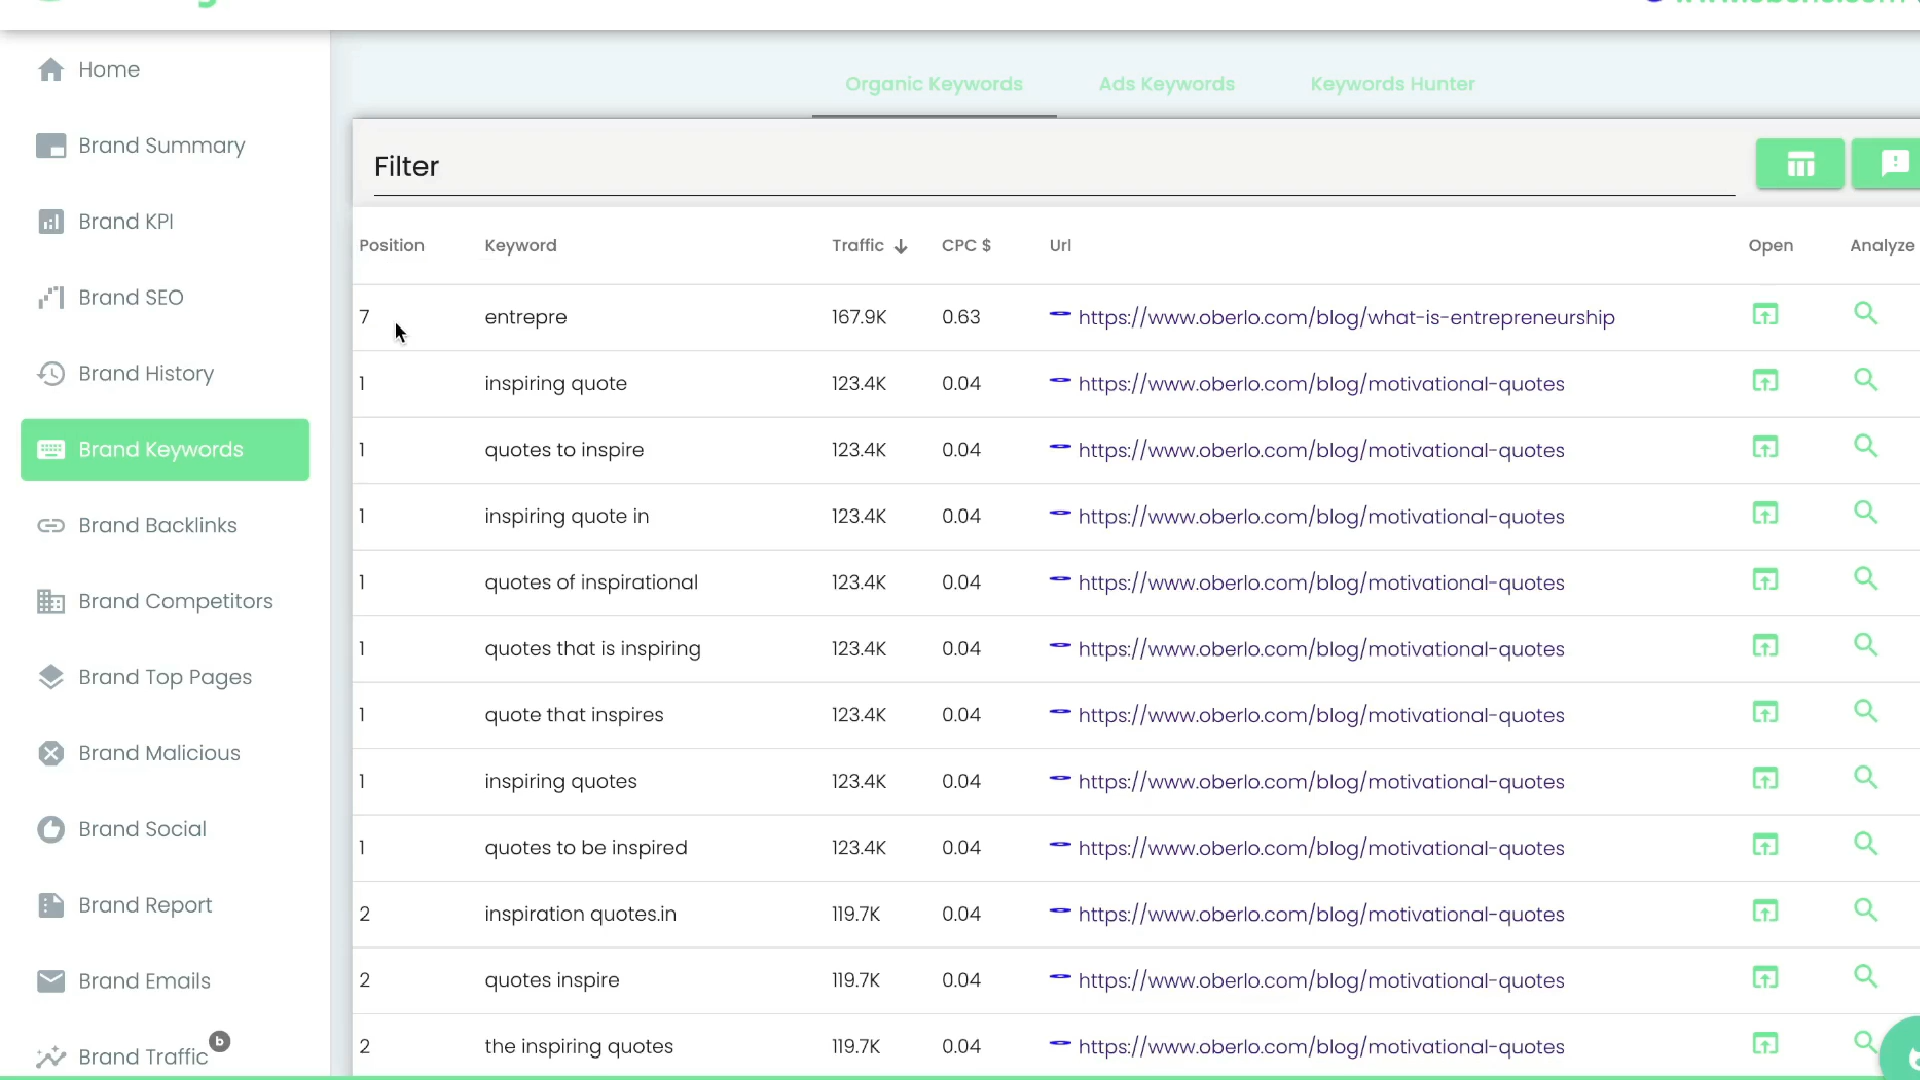 Home
Brand Summary
Brand KPI
Brand SEO
Brand History
Brand Keywords
Brand Backlinks
Brand Competitors
Brand Top Pages
Brand Malicious
Brand Social
Brand Report
Brand Emails
Brand Traffic b
Organic Keywords Ads Keywords Keywords Hunter
Filter
Position Keyword Traffic CPC $ Url Open Analyze
7 entrepre 167.9K 0.63 https://www.oberlo.com/blog/what-is-entrepreneurship
1 inspiring quote 123.4K 0.04 https://www.oberlo.com/blog/motivational-quotes
1 quotes to inspire 123.4K 0.04 https://www.oberlo.com/blog/motivational-quotes
1 inspiring quote in 123.4K 0.04 https://www.oberlo.com/blog/motivational-quotes
1 quotes of inspirational 123.4K 0.04 https://www.oberlo.com/blog/motivational-quotes
1 quotes that is inspiring 123.4K 0.04 https://www.oberlo.com/blog/motivational-quotes
1 quote that inspires 123.4K 0.04 https://www.oberlo.com/blog/motivational-quotes
1 inspiring quotes 123.4K 0.04 https://www.oberlo.com/blog/motivational-quotes
1 quotes to be inspired 123.4K 0.04 https://www.oberlo.com/blog/motivational-quotes
2 inspiration quotes.in 119.7K 0.04 https://www.oberlo.com/blog/motivational-quotes
2 quotes inspire 119.7K 0.04 https://www.oberlo.com/blog/motivational-quotes
2 the inspiring quotes 119.7K 0.04 https://www.oberlo.com/blog/motivational-quotes